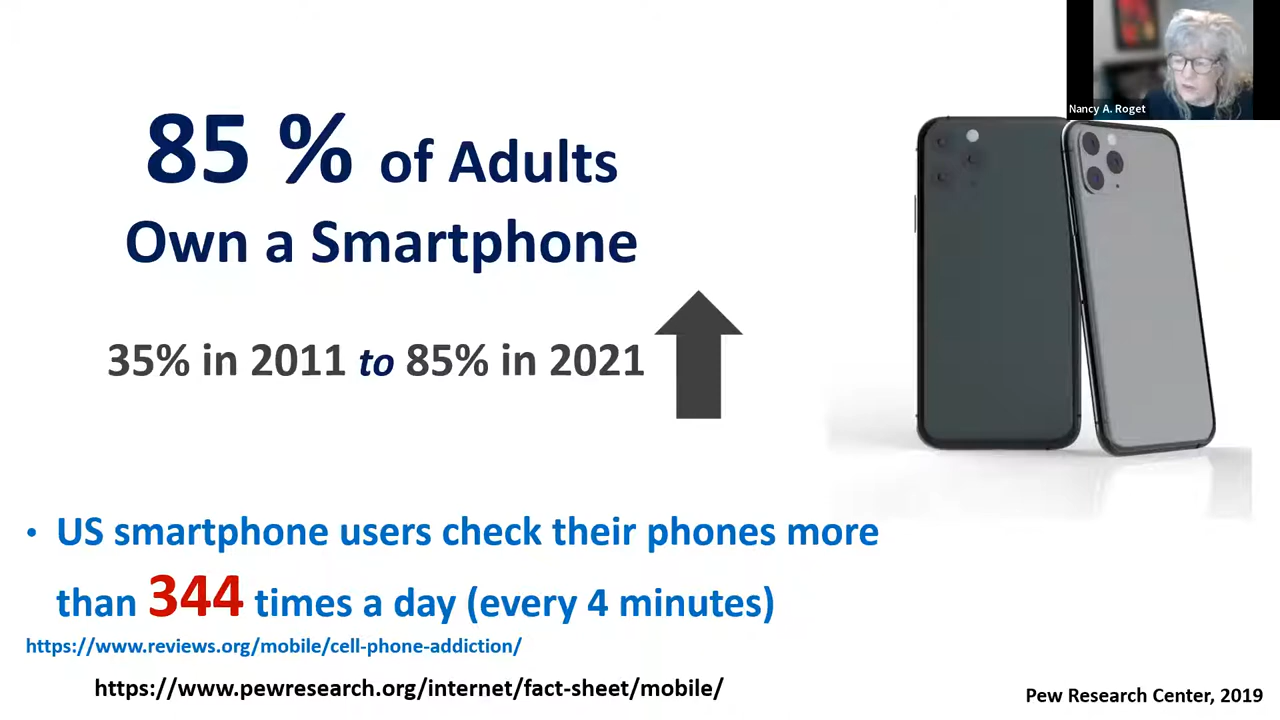 Nancy A. Roget
85 % of Adults
Own a Smartphone
35% in 2011 to 85% in 2021
• US smartphone users check their phones more
than 344 times a day (every 4 minutes)
https://www.reviews.org/mobile/cell-phone-addiction/
https://www.pewresearch.org/internet/fact-sheet/mobile/
Pew Research Center, 2019